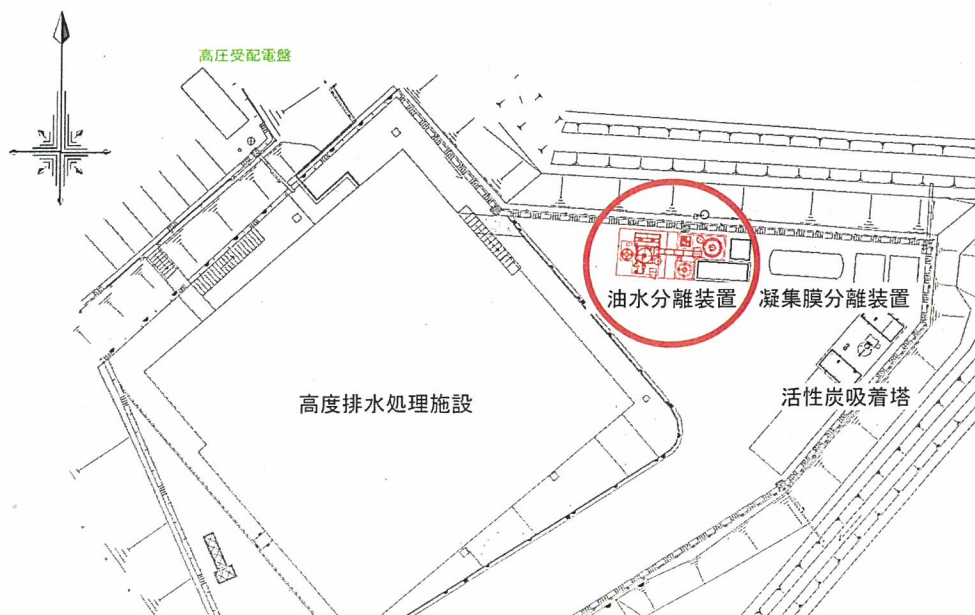 高圧受配電盤
油水分離装置
凝集膜分離装置
高度排水処理施設
活性炭吸着塔